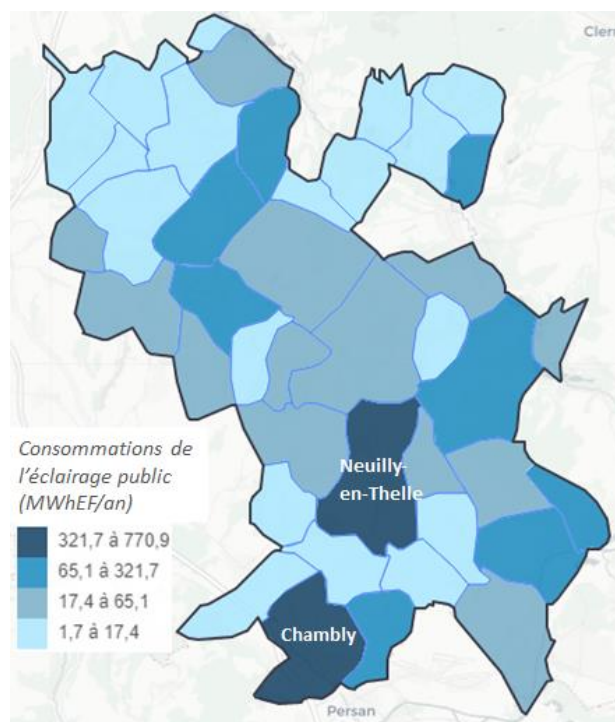 Cler
Neuilly-
en-Thelle
Consommations de
l'éclairage public
(MWhEF/an)
321,7 à 770,9
65,1 à 321,7
17,4 à 65,1
1,7 à 17,4
Chambly
Persan